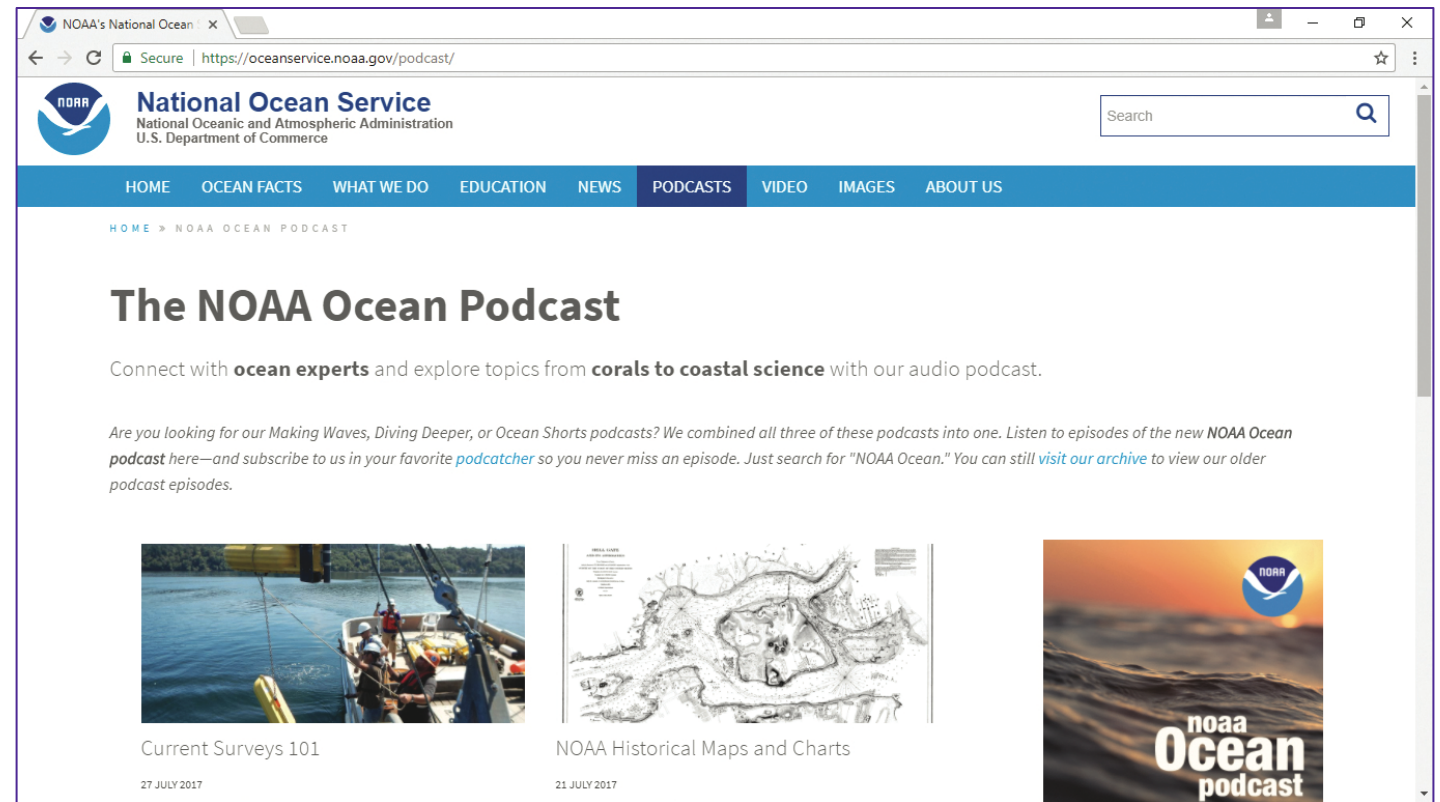 NOAA's National Ocean
Secure | https://oceanservice.noaa.gov/podcast/
NOAA
National Ocean Service
National Oceanic and Atmospheric Administration
U.S. Department of Commerce
Search
HOME OCEAN FACTS WHAT WE DO EDUCATION NEWS PODCASTS VIDEO IMAGES ABOUT US
HOME » NOAA OCEAN PODCAST
The NOAA Ocean Podcast
Connect with ocean experts and explore topics from corals to coastal science with our audio podcast.
Are you looking for our Making Waves, Diving Deeper, or Ocean Shorts podcasts? We combined all three of these podcasts into one. Listen to episodes of the new NOAA Ocean
podcast here—and subscribe to us in your favorite podcatcher so you never miss an episode. Just search for "NOAA Ocean." You can still visit our archive to view our older
podcast episodes.
Current Surveys 101
27 JULY 2017
NOAA Historical Maps and Charts
21 JULY 2017
NOAA
noaa
Ocean
podcast